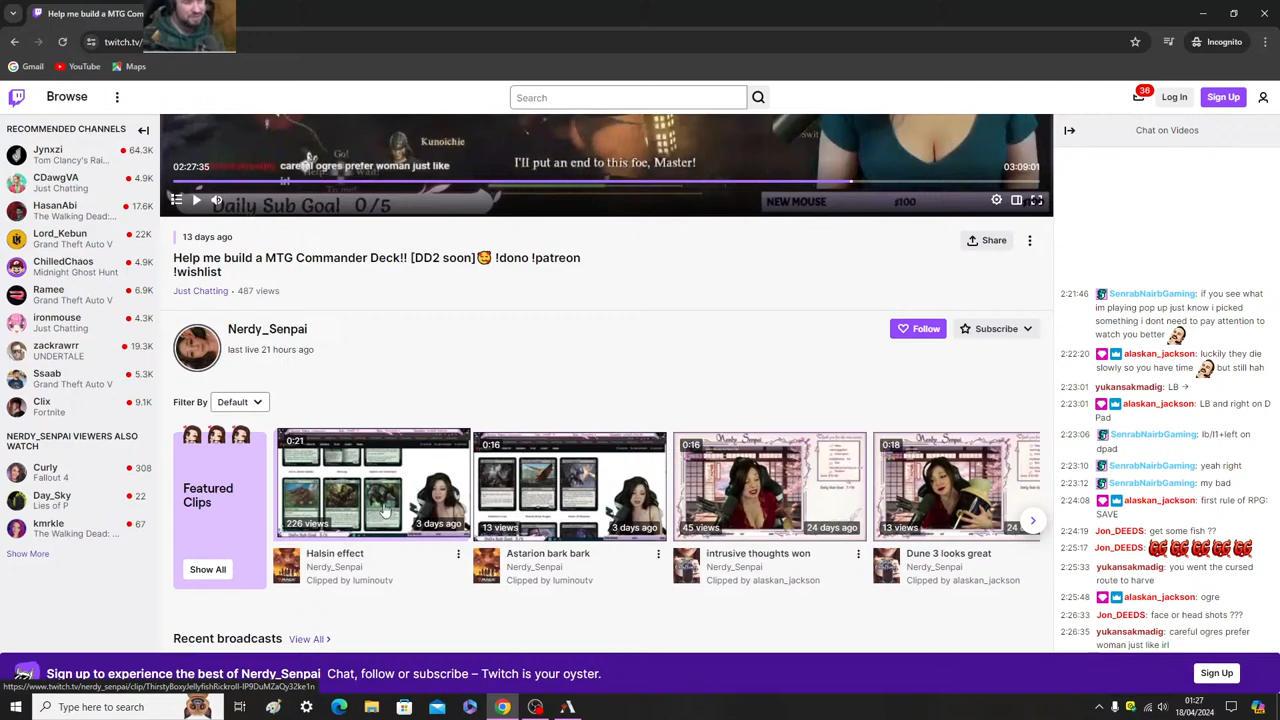 Help me build a MTG Com
twitch.tv/
Incognito
Gmail
YouTube
Maps
Browse
Search
36
Log In
Sign Up
RECOMMENDED CHANNELS
Jynxzi
64.3K
Tom Clancy's Rai...
CDawgVA
4.9K
Just Chatting
HasanAbi
17.6K
The Walking Dead:...
Lord_Kebun
22K
Grand Theft Auto V
ChilledChaos
4.9K
Midnight Ghost Hunt
Ramee
6.9K
Grand Theft Auto V
ironmouse
4.3K
Just Chatting
zackrawrr
19.3K
UNDERTALE
Ssaab
5.3K
Grand Theft Auto V
Clix
9.1K
Fortnite
NERDY_SENPAI VIEWERS ALSO
WATCH
Curly
308
Fallout 4
Day_Sky
22
Lies of P
kmrkle
67
The Walking Dead: ...
Show More
Kunoichie
Go!
I'll put an end to this foe, Master!
02:27:35
careful ogres prefer woman just like
03:09:01
Daily Sub Goal 0/5
NEW MOUSE
$100
13 days ago
Share
Help me build a MTG Commander Deck!! [DD2 soon]🥰 !dono !patreon
!wishlist
Just Chatting • 487 views
Nerdy_Senpai
last live 21 hours ago
Follow
Subscribe
Filter By
Default
Featured
Clips
Show All
0:21
226 views
3 days ago
Halsin effect
Nerdy_Senpai
Clipped by luminoutv
0:16
13 views
3 days ago
Astarion bark bark
Nerdy_Senpai
Clipped by luminoutv
0:16
45 views
24 days ago
intrusive thoughts won
Nerdy_Senpai
Clipped by alaskan_jackson
0:18
13 views
24
Dune 3 looks great
Nerdy_Senpai
Clipped by alaskan_jackson
Recent broadcasts
View All
Chat on Videos
2:21:46 SenrabNairbGaming: if you see what
im playing pop up just know i picked
something i dont need to pay attention to
watch you better
2:22:20 alaskan_jackson: luckily they die
slowly so you have time but still hah
2:23:01 yukansakmadig: LB ->
2:23:01 alaskan_jackson: LB and right on D
Pad
2:23:06 SenrabNairbGaming: lb/l1+left on
dpad
2:23:10 SenrabNairbGaming: yeah right
2:23:12 SenrabNairbGaming: my bad
2:24:08 alaskan_jackson: first rule of RPG:
SAVE
2:24:19 Jon_DEEDS: get some fish ??
2:25:17 Jon_DEEDS:
2:25:33 yukansakmadig: you went the cursed
route to harve
2:25:48 alaskan_jackson: ogre
2:26:33 Jon_DEEDS: face or head shots ???
2:26:35 yukansakmadig: careful ogres prefer
woman just like irl
Sign up to experience the best of Nerdy_Senpai
Chat, follow or subscribe – Twitch is your oyster.
Sign Up
https://www.twitch.tv/nerdy_senpai/clip/ThirstyBoxyJellyfishRickroll-IP9DuMZaQy32ke1n
Type here to search
01:27
18/04/2024